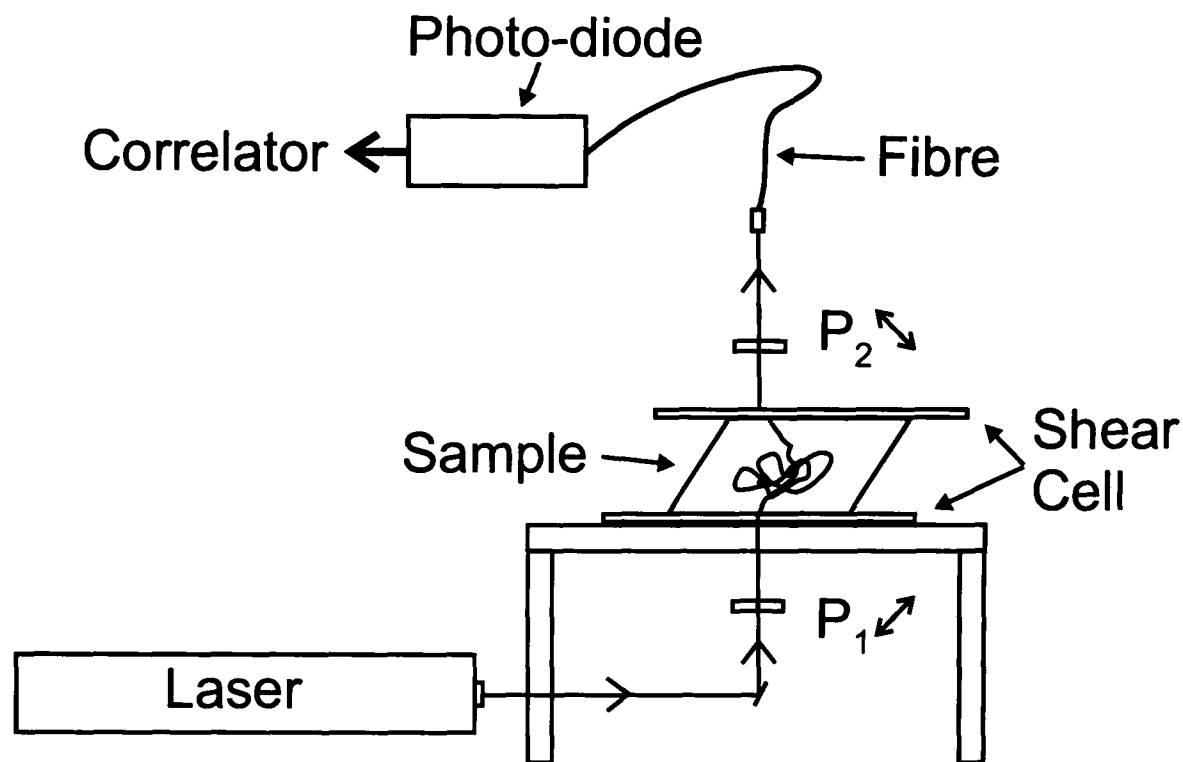 Photo-diode
Correlator
Fibre
P2
Sample
Shear
Cell
P1
Laser